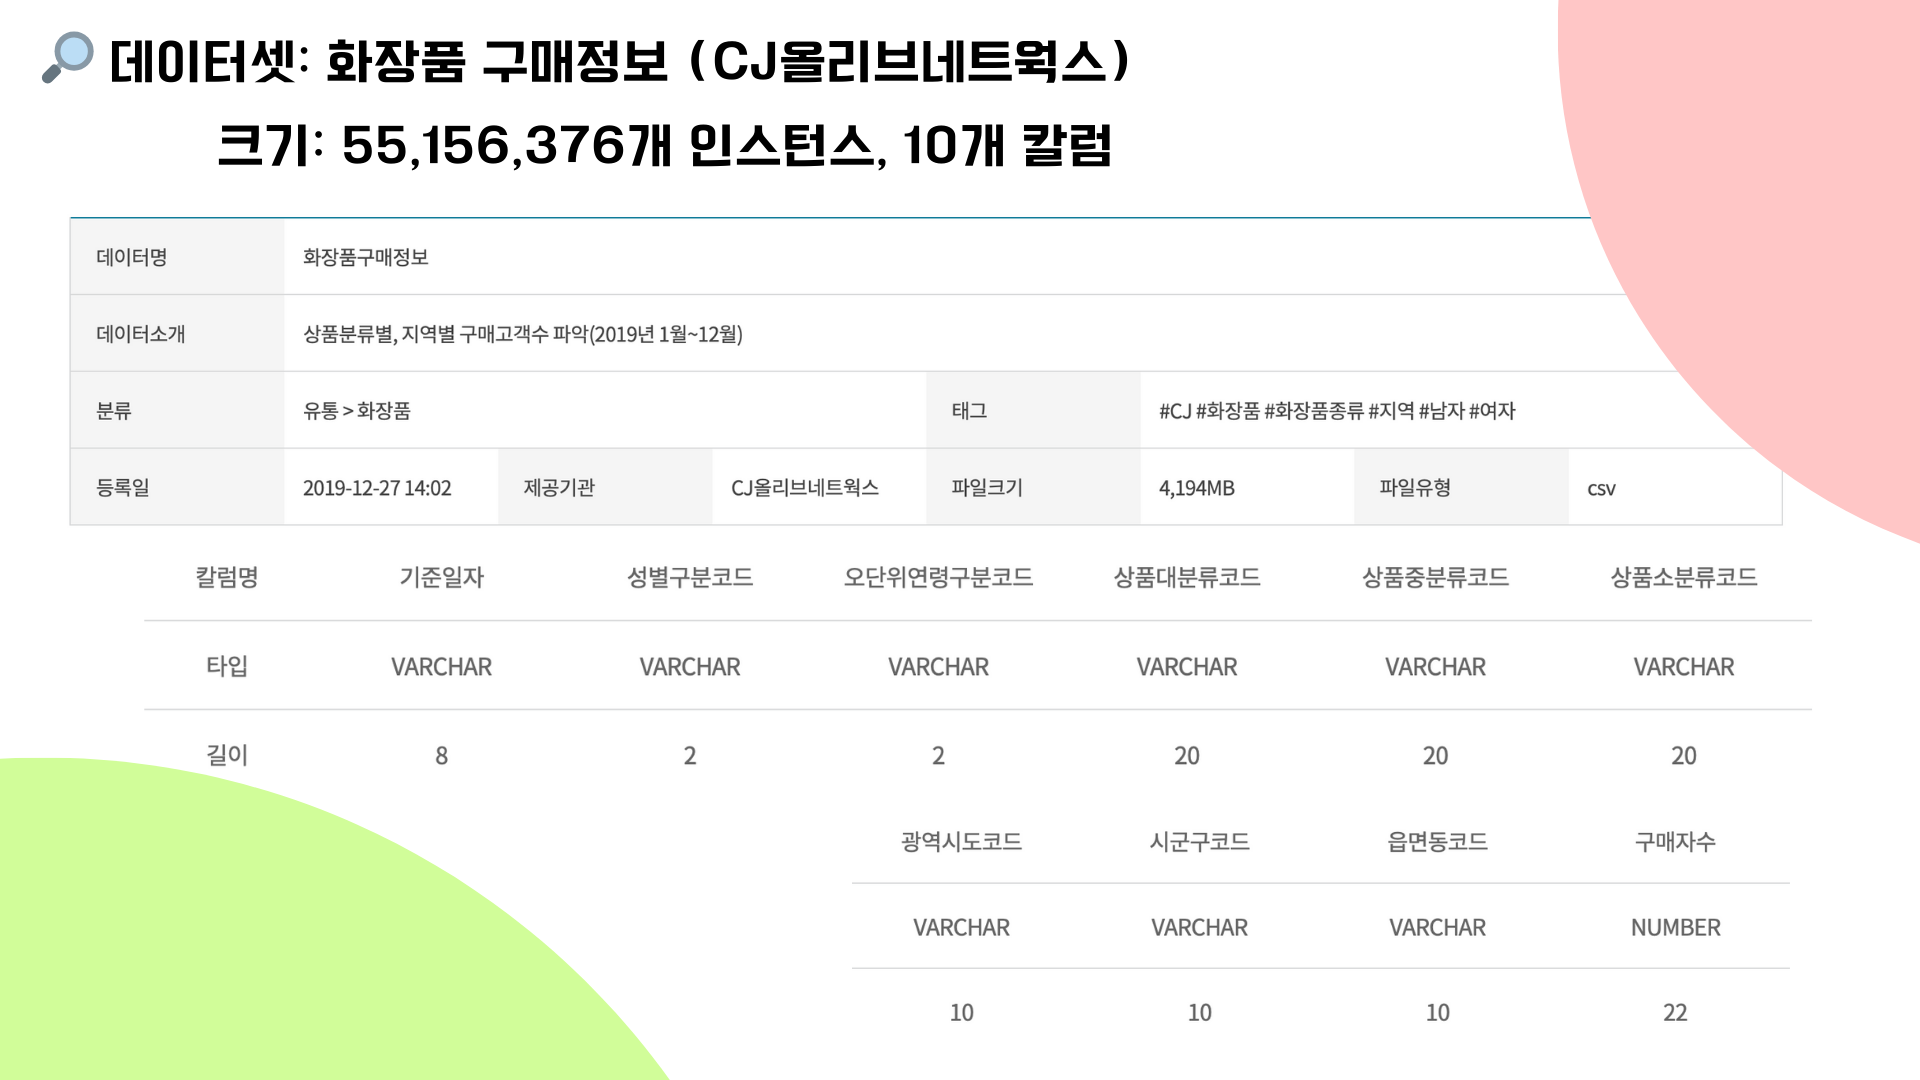 데이터셋: 화장품 구매정보 (CJ올리브네트웍스)
크기: 55,156,376개 인스턴스, 10개 칼럼
데이터명 화장품구매정보
데이터소개 상품분류별, 지역별 구매고객수 파악(2019년 1월~12월)
분류 유통 > 화장품 태그 #CJ #화장품 #화장품종류 #지역 #남자 #여자
등록일 2019-12-27 14:02 제공기관 CJ올리브네트웍스 파일크기 4,194MB 파일유형 csv
칼럼명 기준일자 성별구분코드 오단위연령구분코드 상품대분류코드 상품중분류코드 상품소분류코드
타입 VARCHAR VARCHAR VARCHAR VARCHAR VARCHAR VARCHAR
길이 8 2 2 20 20 20
광역시도코드 시군구코드 읍면동코드 구매자수
VARCHAR VARCHAR VARCHAR NUMBER
10 10 10 22